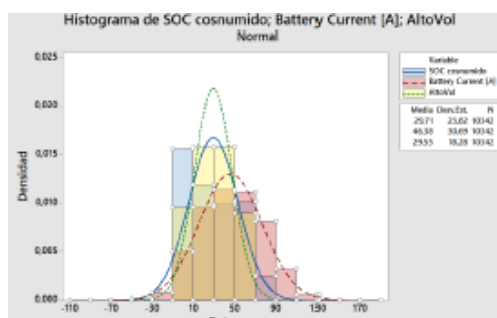 Histograma de SOC cosnumido; Battery Current [A]; AltoVol
Normal
Variable
SOC cosnumido
Battery Current [A]
AltoVol
Media Desv.Est. N
29,71 23,82 10342
46,38 30,69 10342
29,55 18,28 10342
Densidad
0,025
0,020
0,015
0,010
0,005
0,000
-110 -70 -30 10 50 90 130 170